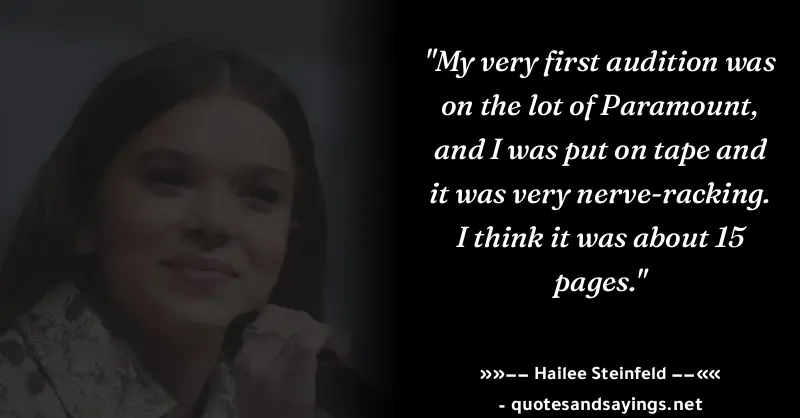 "My very first audition was
on the lot of Paramount,
and I was put on tape and
it was very nerve-racking.
I think it was about 15
pages."
»»−− Hailee Steinfeld −−««
- quotesandsayings.net